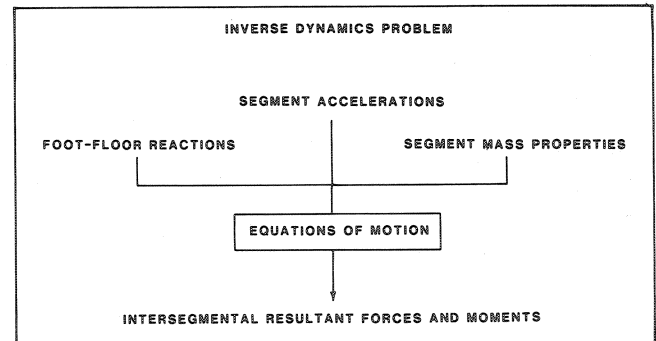 INVERSE DYNAMICS PROBLEM
SEGMENT ACCELERATIONS
FOOT-FLOOR REACTIONS
SEGMENT MASS PROPERTIES
EQUATIONS OF MOTION
INTERSEGMENTAL RESULTANT FORCES AND MOMENTS